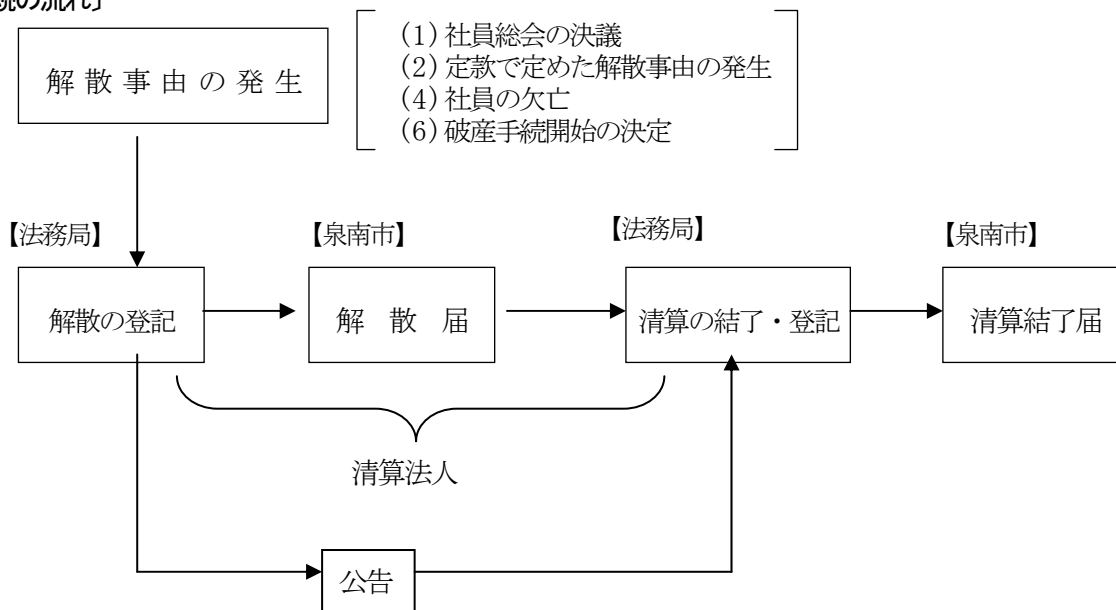 の流れ〕
解散事由の発生
(1)社員総会の決議
(2)定款で定めた解散事由の発生
(4)社員の欠亡
(6)破産手続開始の決定
【法務局】
【泉南市】
【法務局】
【泉南市】
解散の登記
解散届
清算の結了・登記
清算結了届
清算法人
公告